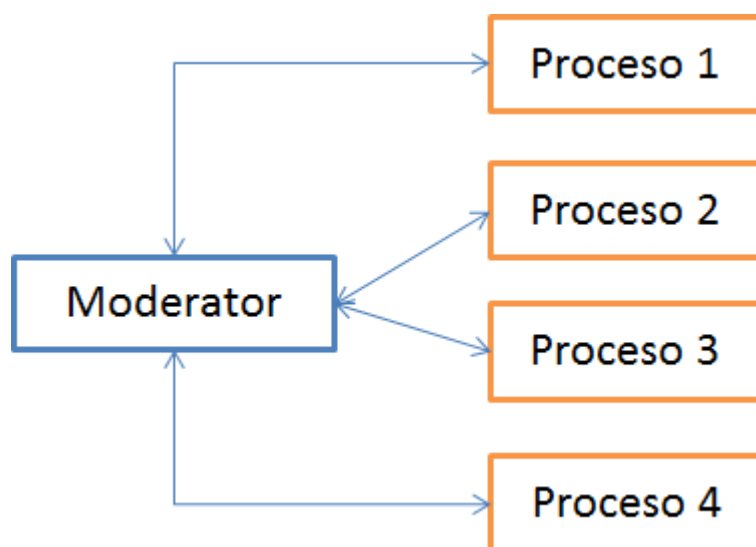 Proceso 1
Proceso 2
Moderator
Proceso 3
Proceso 4